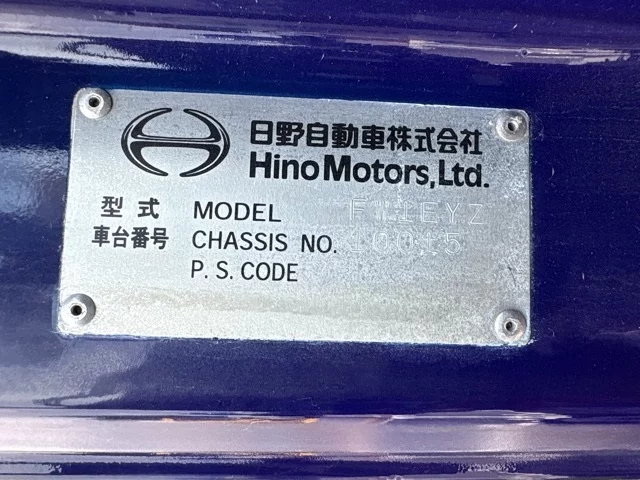 日野自動車株式会社
Hino Motors, Ltd.
型式 MODEL
車台番号 CHASSIS NO.
P.S.CODE